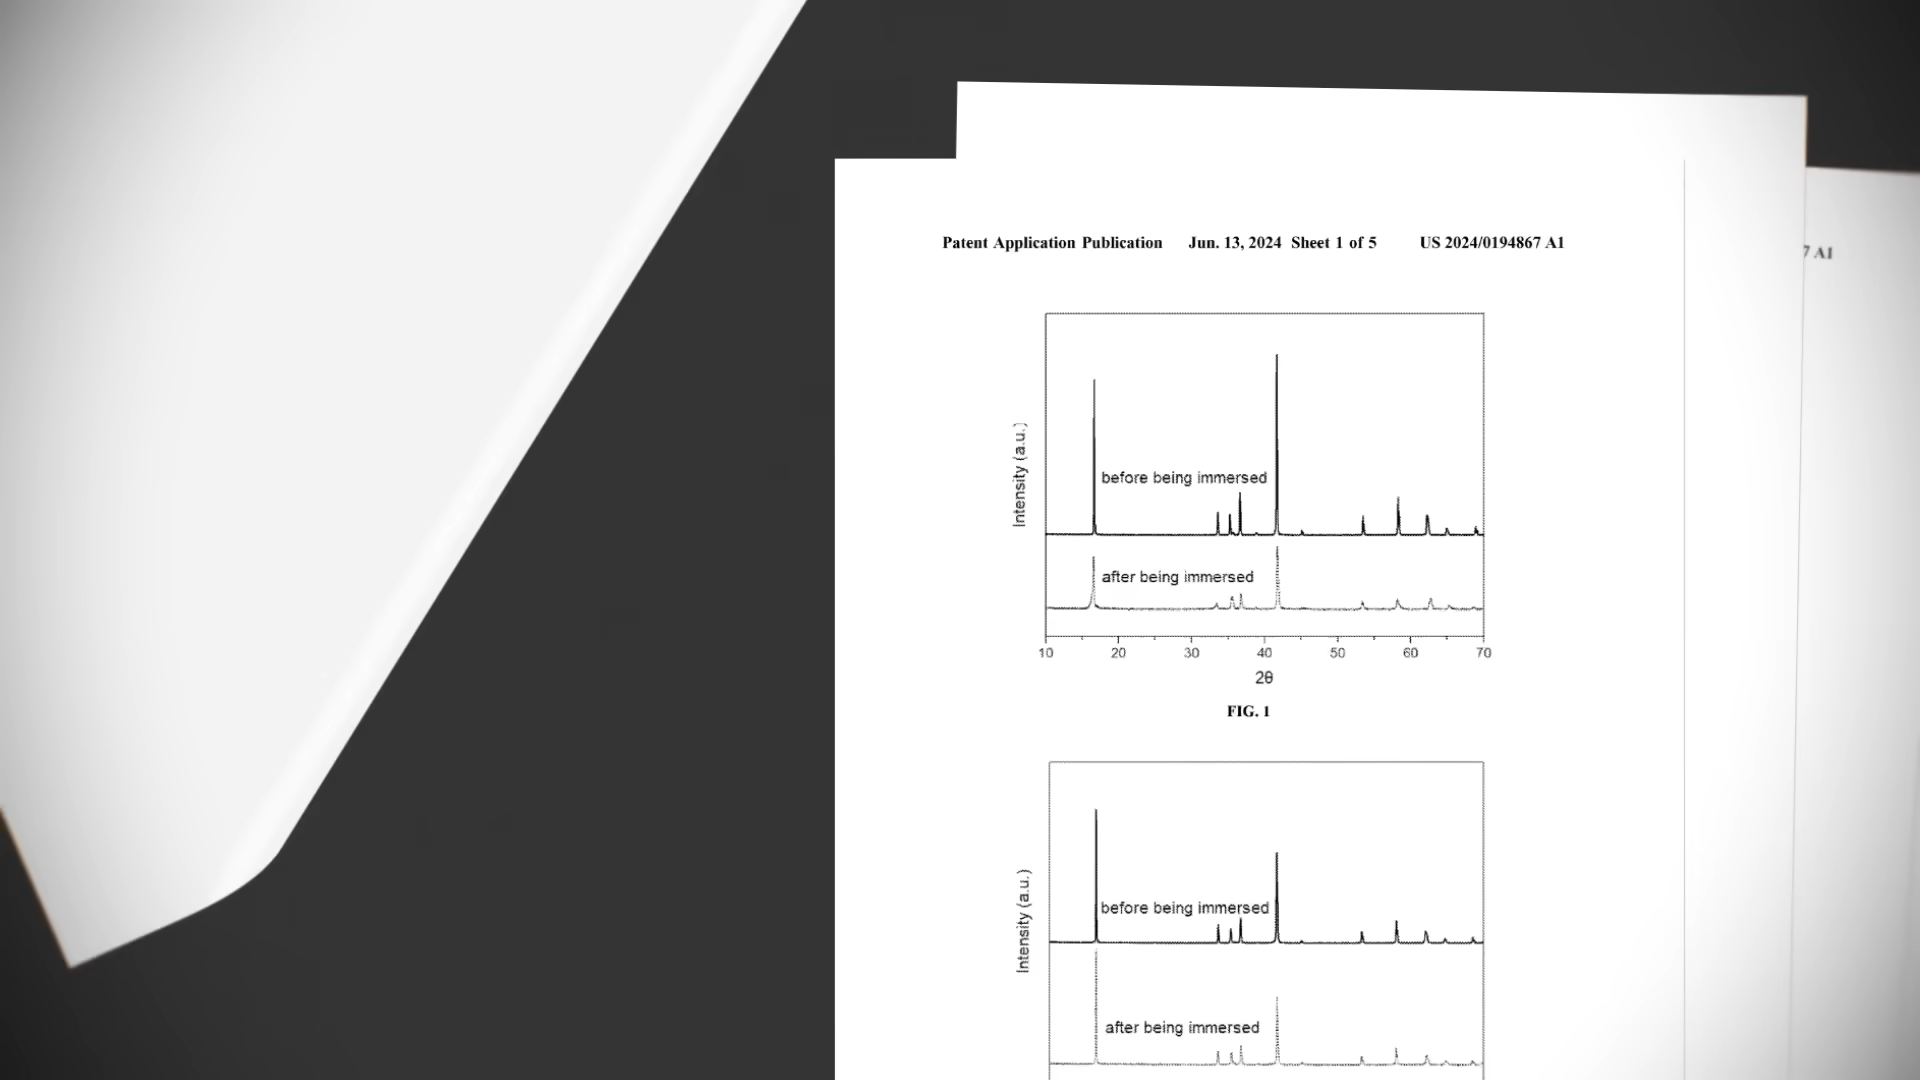 Patent Application Publication Jun. 13, 2024 Sheet 1 of 5 US 2024/0194867 A1
7 A1
Intensity (a.u.)
before being immersed
after being immersed
10 20 30 40 50 60 70
2θ
FIG. 1
Intensity (a.u.)
before being immersed
after being immersed